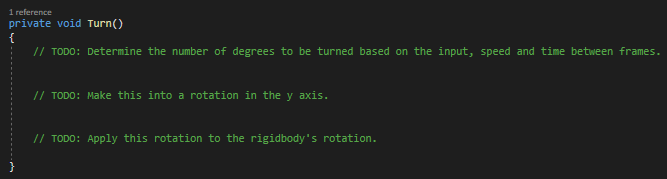 1 reference
private void Turn()
{
// TODO: Determine the number of degrees to be turned based on the input, speed and time between frames.
// TODO: Make this into a rotation in the y axis.
// TODO: Apply this rotation to the rigidbody's rotation.
}